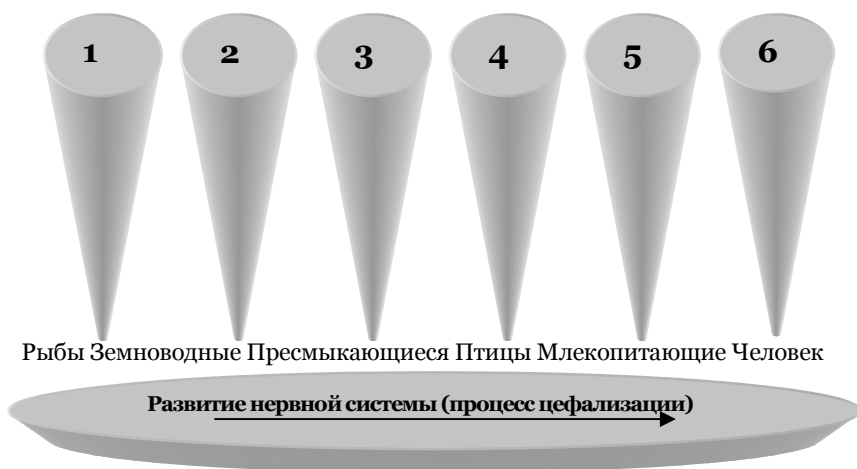 1 2 3 4 5 6
Рыбы Земноводные Пресмыкающиеся Птицы Млекопитающие Человек
Развитие нервной системы (процесс цефализации)